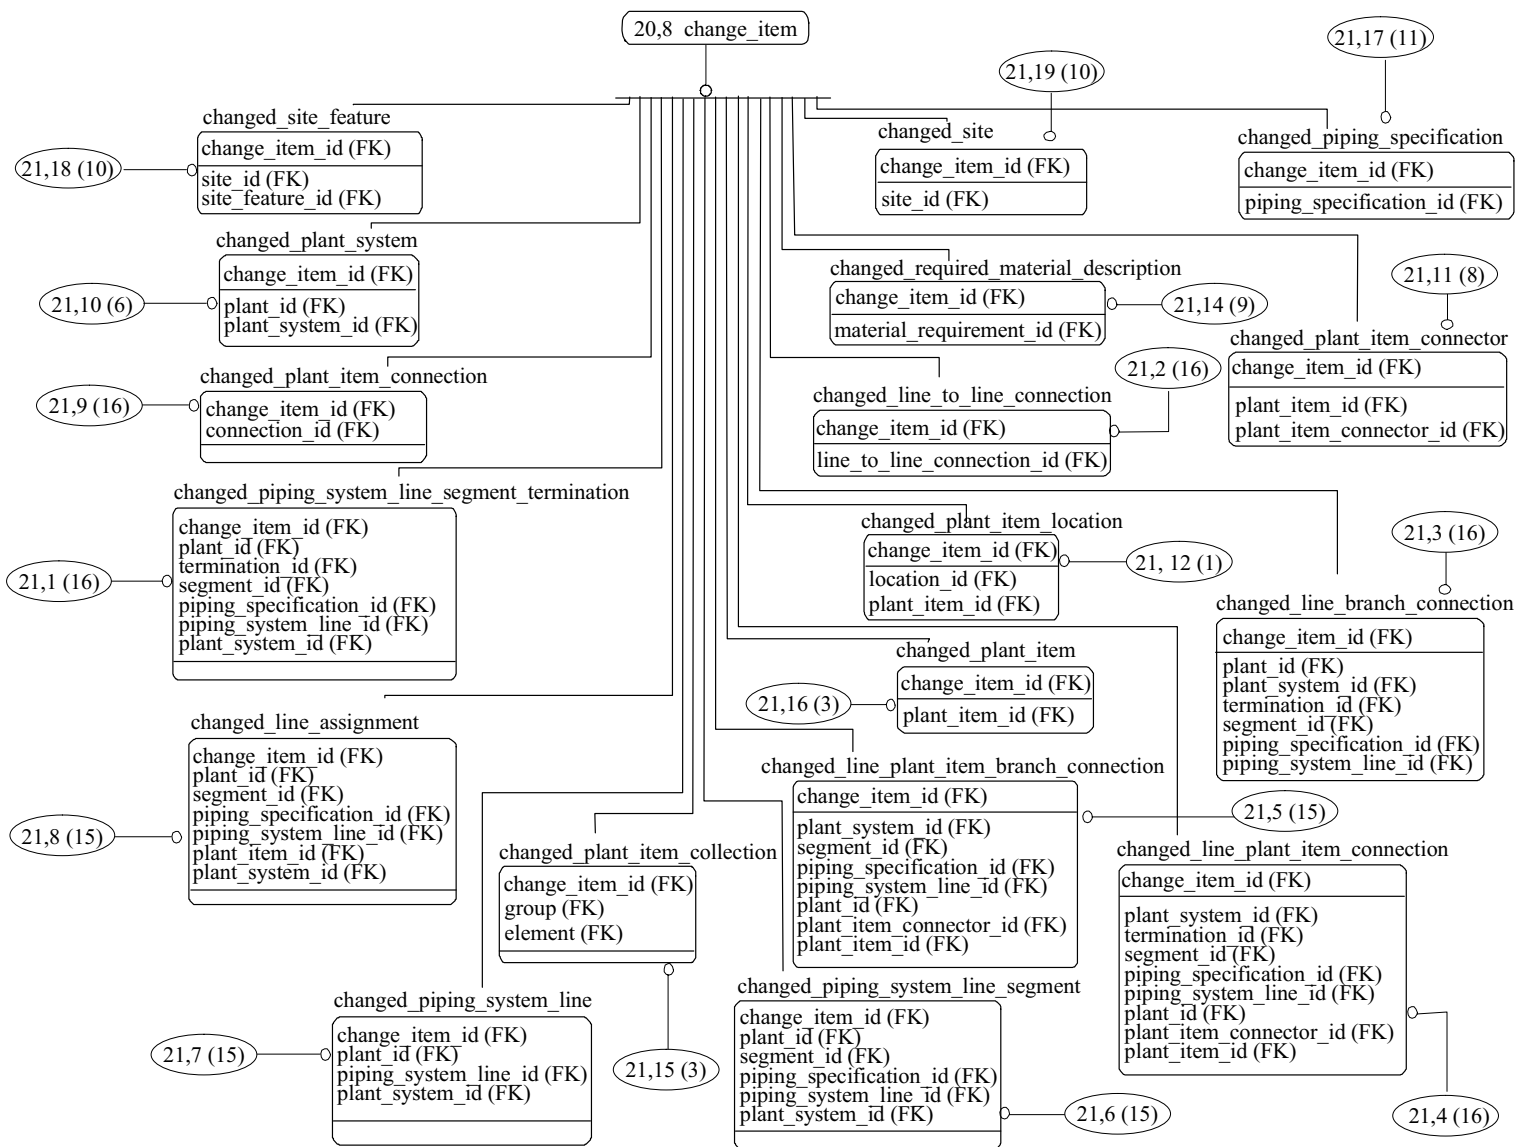 20,8 change_item
21,17 (11)
21,19 (10)
changed_site_feature
change_item_id (FK)
site_id (FK)
site_feature_id (FK)
21,18 (10)
changed_site
change_item_id (FK)
site_id (FK)
changed_piping_specification
change_item_id (FK)
piping_specification_id (FK)
changed_plant_system
change_item_id (FK)
plant_id (FK)
plant_system_id (FK)
21,10 (6)
changed_required_material_description
change_item_id (FK)
material_requirement_id (FK)
21,14 (9)
21,11 (8)
changed_plant_item_connector
change_item_id (FK)
plant_item_id (FK)
plant_item_connector_id (FK)
changed_plant_item_connection
change_item_id (FK)
connection_id (FK)
21,9 (16)
21,2 (16)
changed_line_to_line_connection
change_item_id (FK)
line_to_line_connection_id (FK)
changed_piping_system_line_segment_termination
change_item_id (FK)
plant_id (FK)
termination_id (FK)
segment_id (FK)
piping_specification_id (FK)
piping_system_line_id (FK)
plant_system_id (FK)
21,1 (16)
changed_plant_item_location
change_item_id (FK)
location_id (FK)
plant_item_id (FK)
21, 12 (1)
21,3 (16)
changed_line_branch_connection
change_item_id (FK)
plant_id (FK)
plant_system_id (FK)
termination_id (FK)
segment_id (FK)
piping_specification_id (FK)
piping_system_line_id (FK)
changed_plant_item
change_item_id (FK)
plant_item_id (FK)
21,16 (3)
changed_line_assignment
change_item_id (FK)
plant_id (FK)
segment_id (FK)
piping_specification_id (FK)
piping_system_line_id (FK)
plant_item_id (FK)
plant_system_id (FK)
21,8 (15)
changed_line_plant_item_branch_connection
change_item_id (FK)
plant_system_id (FK)
segment_id (FK)
piping_specification_id (FK)
piping_system_line_id (FK)
plant_id (FK)
plant_item_connector_id (FK)
plant_item_id (FK)
21,5 (15)
changed_plant_item_collection
change_item_id (FK)
group (FK)
element (FK)
21,15 (3)
changed_line_plant_item_connection
change_item_id (FK)
plant_system_id (FK)
termination_id (FK)
segment_id (FK)
piping_specification_id (FK)
piping_system_line_id (FK)
plant_id (FK)
plant_item_connector_id (FK)
plant_item_id (FK)
21,4 (16)
changed_piping_system_line
change_item_id (FK)
plant_id (FK)
piping_system_line_id (FK)
plant_system_id (FK)
21,7 (15)
changed_piping_system_line_segment
change_item_id (FK)
plant_id (FK)
segment_id (FK)
piping_specification_id (FK)
piping_system_line_id (FK)
plant_system_id (FK)
21,6 (15)